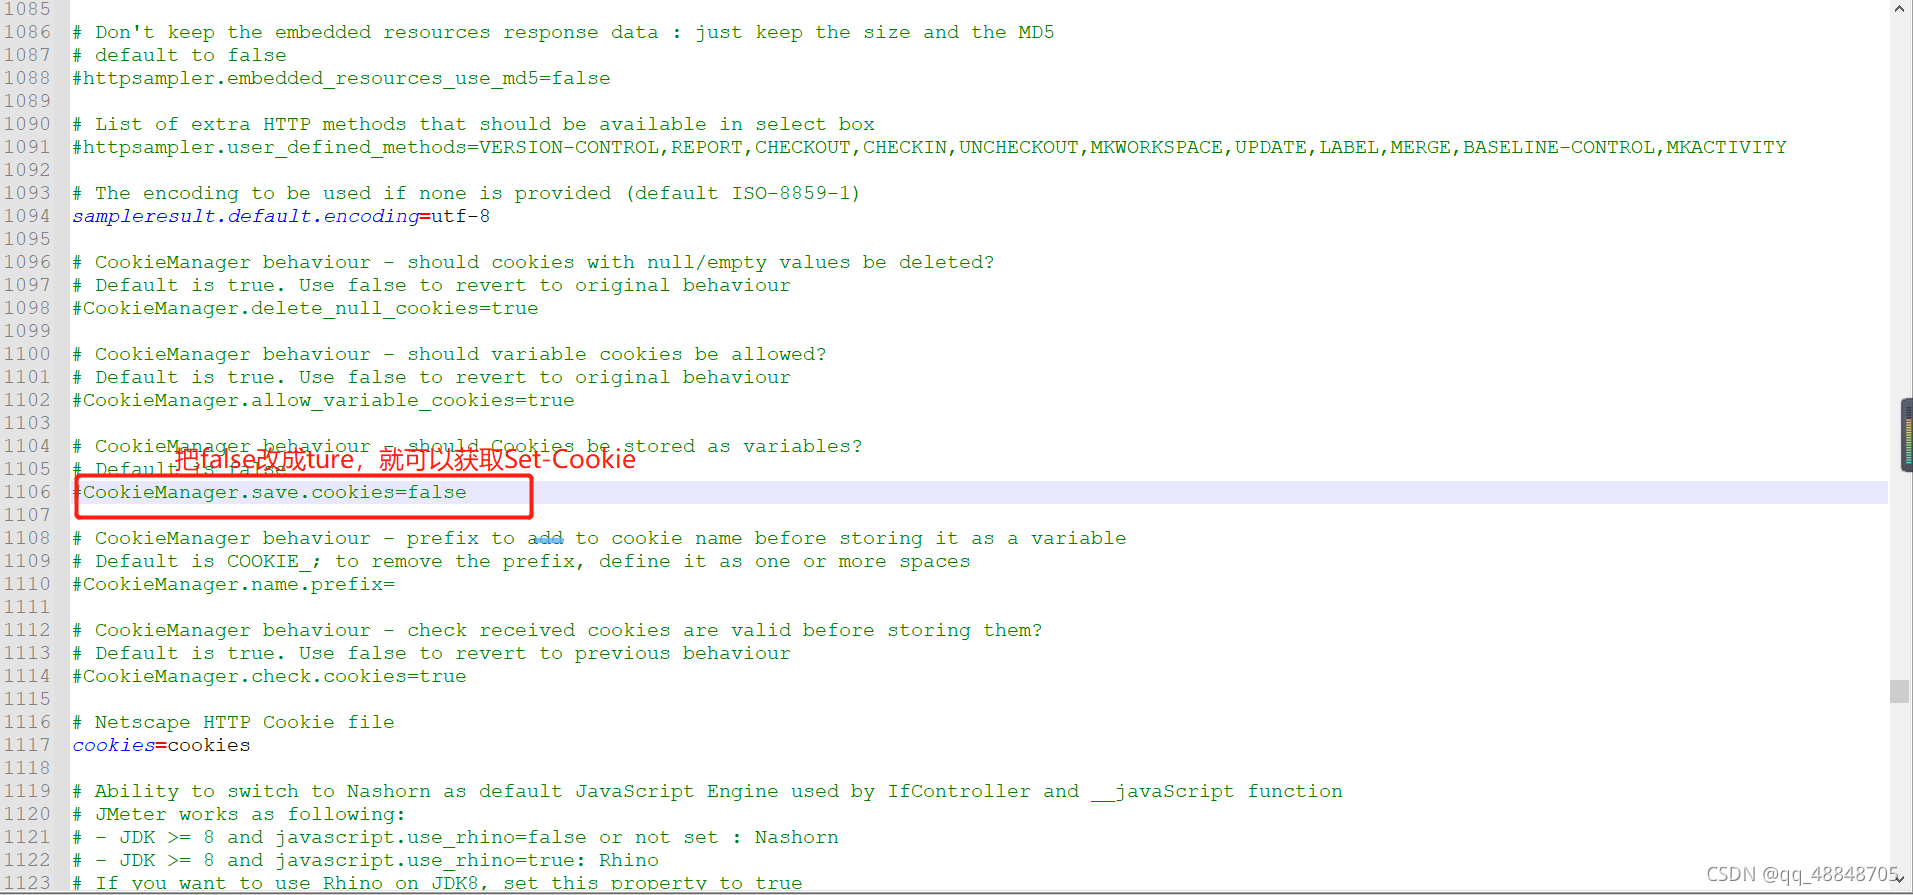 1085
1086 # Don't keep the embedded resources response data : just keep the size and the MD5
1087 # default to false
1088 #httpsampler.embedded_resources_use_md5=false
1089
1090 # List of extra HTTP methods that should be available in select box
1091 #httpsampler.user_defined_methods=VERSION-CONTROL,REPORT,CHECKOUT,CHECKIN,UNCHECKOUT,MKWORKSPACE,UPDATE,LABEL,MERGE,BASELINE-CONTROL,MKACTIVITY
1092
1093 # The encoding to be used if none is provided (default ISO-8859-1)
1094 sampleresult.default.encoding=utf-8
1095
1096 # CookieManager behaviour - should cookies with null/empty values be deleted?
1097 # Default is true. Use false to revert to original behaviour
1098 #CookieManager.delete_null_cookies=true
1099
1100 # CookieManager behaviour - should variable cookies be allowed?
1101 # Default is true. Use false to revert to original behaviour
1102 #CookieManager.allow_variable_cookies=true
1103
1104 # CookieManager behaviour - should Cookies be stored as variables?
把false改成ture，就可以获取Set-Cookie
1105 # Default is false
1106 #CookieManager.save.cookies=false
1107
1108 # CookieManager behaviour - prefix to add to cookie name before storing it as a variable
1109 # Default is COOKIE_; to remove the prefix, define it as one or more spaces
1110 #CookieManager.name.prefix=
1111
1112 # CookieManager behaviour - check received cookies are valid before storing them?
1113 # Default is true. Use false to revert to previous behaviour
1114 #CookieManager.check.cookies=true
1115
1116 # Netscape HTTP Cookie file
1117 cookies=cookies
1118
1119 # Ability to switch to Nashorn as default JavaScript Engine used by IfController and __javaScript function
1120 # JMeter works as following:
1121 # - JDK >= 8 and javascript.use_rhino=false or not set : Nashorn
1122 # - JDK >= 8 and javascript.use_rhino=true: Rhino
1123 # If you want to use Rhino on JDK8, set this property to true
CSDN @qq_48848705